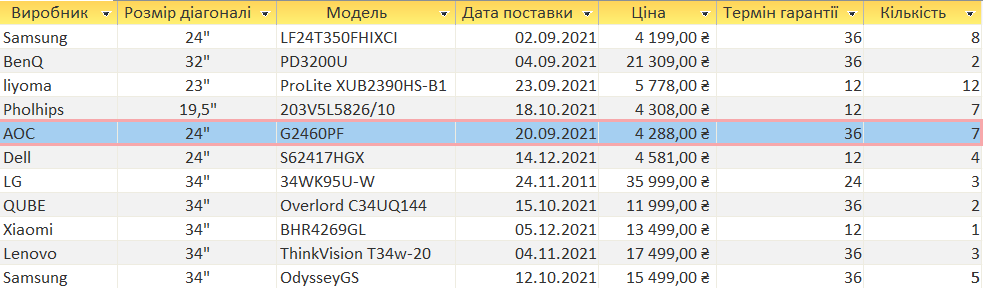 Виробник Розмір діагоналі Модель Дата поставки Ціна Термін гарантії Кількість
Samsung 24" LF24T350FHIXCI 02.09.2021 4 199,00 ₴ 36 8
BenQ 32" PD3200U 04.09.2021 21 309,00 ₴ 36 2
liyoma 23" ProLite XUB2390HS-B1 23.09.2021 5 778,00 ₴ 12 12
Pholhips 19,5" 203V5L5826/10 18.10.2021 4 308,00 ₴ 12 7
AOC 24" G2460PF 20.09.2021 4 288,00 ₴ 36 7
Dell 24" S62417HGX 14.12.2021 4 581,00 ₴ 12 4
LG 34" 34WK95U-W 24.11.2011 35 999,00 ₴ 24 3
QUBE 34" Overlord C34UQ144 15.10.2021 11 999,00 ₴ 36 2
Xiaomi 34" BHR4269GL 05.12.2021 13 499,00 ₴ 12 1
Lenovo 34" ThinkVision T34w-20 04.11.2021 17 499,00 ₴ 36 3
Samsung 34" OdysseyGS 12.10.2021 15 499,00 ₴ 36 5